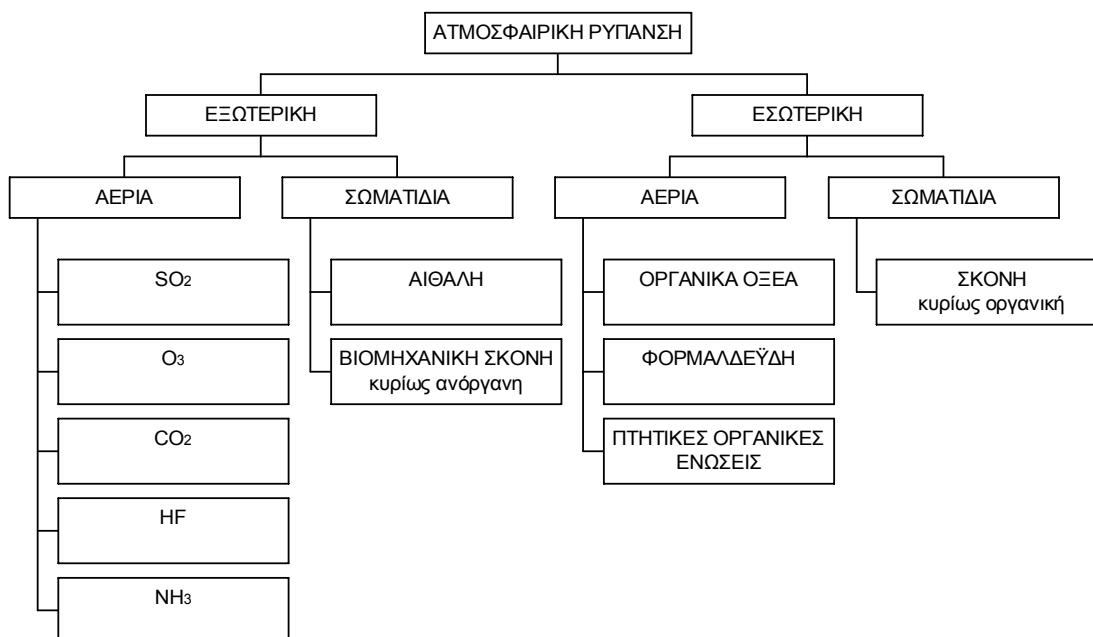 ΑΤΜΟΣΦΑΙΡΙΚΗ ΡΥΠΑΝΣΗ
ΕΞΩΤΕΡΙΚΗ
ΕΣΩΤΕΡΙΚΗ
ΑΕΡΙΑ
ΣΩΜΑΤΙΔΙΑ
ΑΕΡΙΑ
ΣΩΜΑΤΙΔΙΑ
SO2
O3
CO2
HF
NH3
ΑΙΘΑΛΗ
ΒΙΟΜΗΧΑΝΙΚΗ ΣΚΟΝΗ
κυρίως ανόργανη
ΟΡΓΑΝΙΚΑ ΟΞΕΑ
ΦΟΡΜΑΛΔΕΫΔΗ
ΠΤΗΤΙΚΕΣ ΟΡΓΑΝΙΚΕΣ
ΕΝΩΣΕΙΣ
ΣΚΟΝΗ
κυρίως οργανική